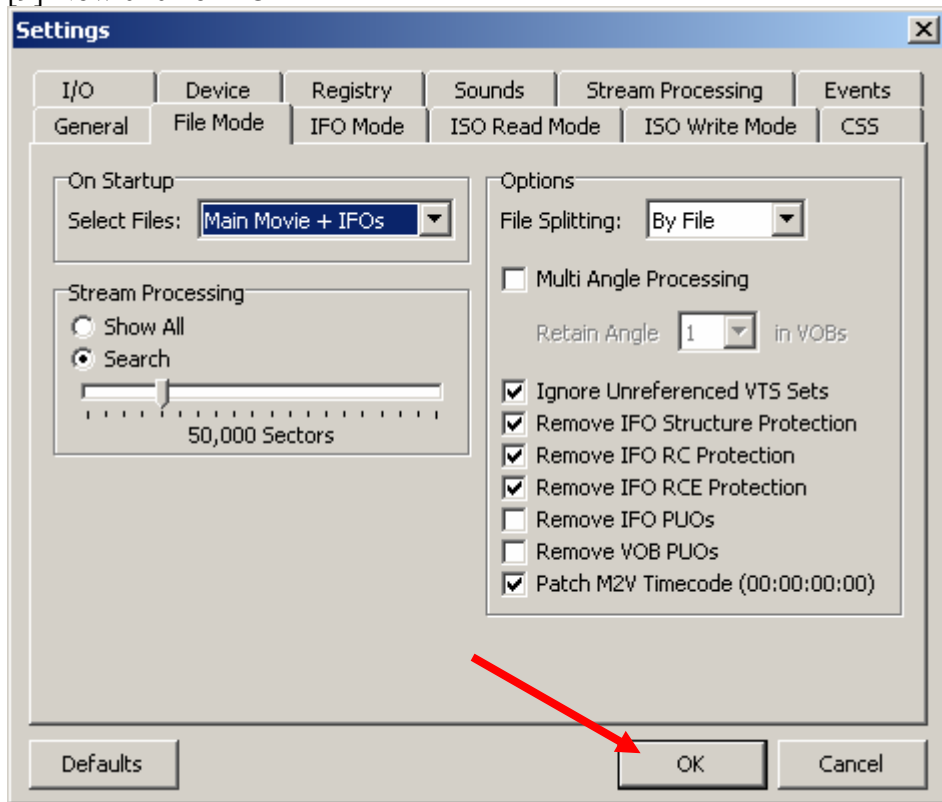 Settings
I/O Device Registry Sounds Stream Processing Events
General File Mode IFO Mode ISO Read Mode ISO Write Mode CSS
On Startup
Select Files: Main Movie + IFOs
Stream Processing
Show All
Search
50,000 Sectors
Options
File Splitting: By File
Multi Angle Processing
Retain Angle 1 in VOBs
Ignore Unreferenced VTS Sets
Remove IFO Structure Protection
Remove IFO RC Protection
Remove IFO RCE Protection
Remove IFO PUOs
Remove VOB PUOs
Patch M2V Timecode (00:00:00:00)
Defaults OK Cancel